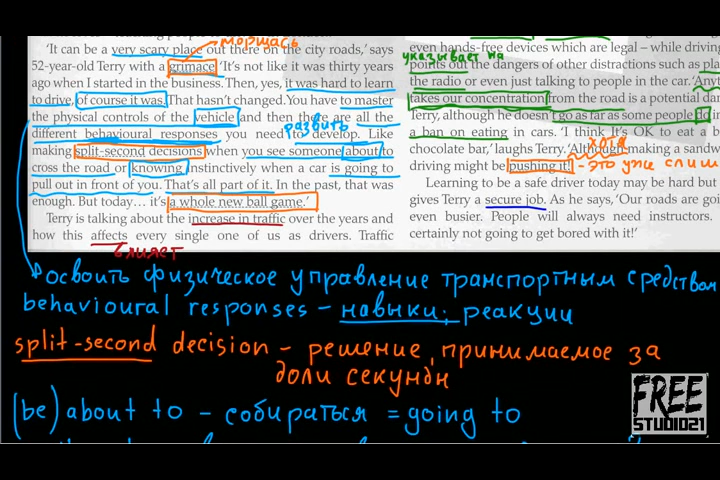 морщась
'It can be a very scary place out there on the city roads,' says
52-year-old Terry with a grimace. 'It's not like it was thirty years
ago when I started in the business. Then, yes, it was hard to learn
to drive, of course it was. That hasn't changed. You have to master
the physical controls of the vehicle and then there are all the
different behavioural responses you need to develop. Like
развить
making split-second decisions when you see someone about to
cross the road or knowing instinctively when a car is going to
pull out in front of you. That's all part of it. In the past, that was
enough. But today… it's a whole new ball game.'
Terry is talking about the increase in traffic over the years and
how this affects every single one of us as drivers. Traffic
влияет
even hands-free devices which are legal – while driving
указывает на
points out the dangers of other distractions such as pla
the radio or even just talking to people in the car. 'Anyt
takes our concentration from the road is a potential dan
Terry, although he doesn't go as far as some people
a ban on eating in cars. 'I think It's OK to eat a b
хотя
chocolate bar,' laughs Terry. 'Although making a sandw
driving might be pushing it!' - это уже слиш
Learning to be a safe driver today may be hard but
gives Terry a secure job. As he says, 'Our roads are goi
even busier. People will always need instructors.
certainly not going to get bored with it!'
освоить физическое управление транспортным средством
behavioural responses – навыки; реакции
split-second decision – решение, принимаемое за
доли секунды
(be) about to – собираться = going to
FREE
STUDIO21